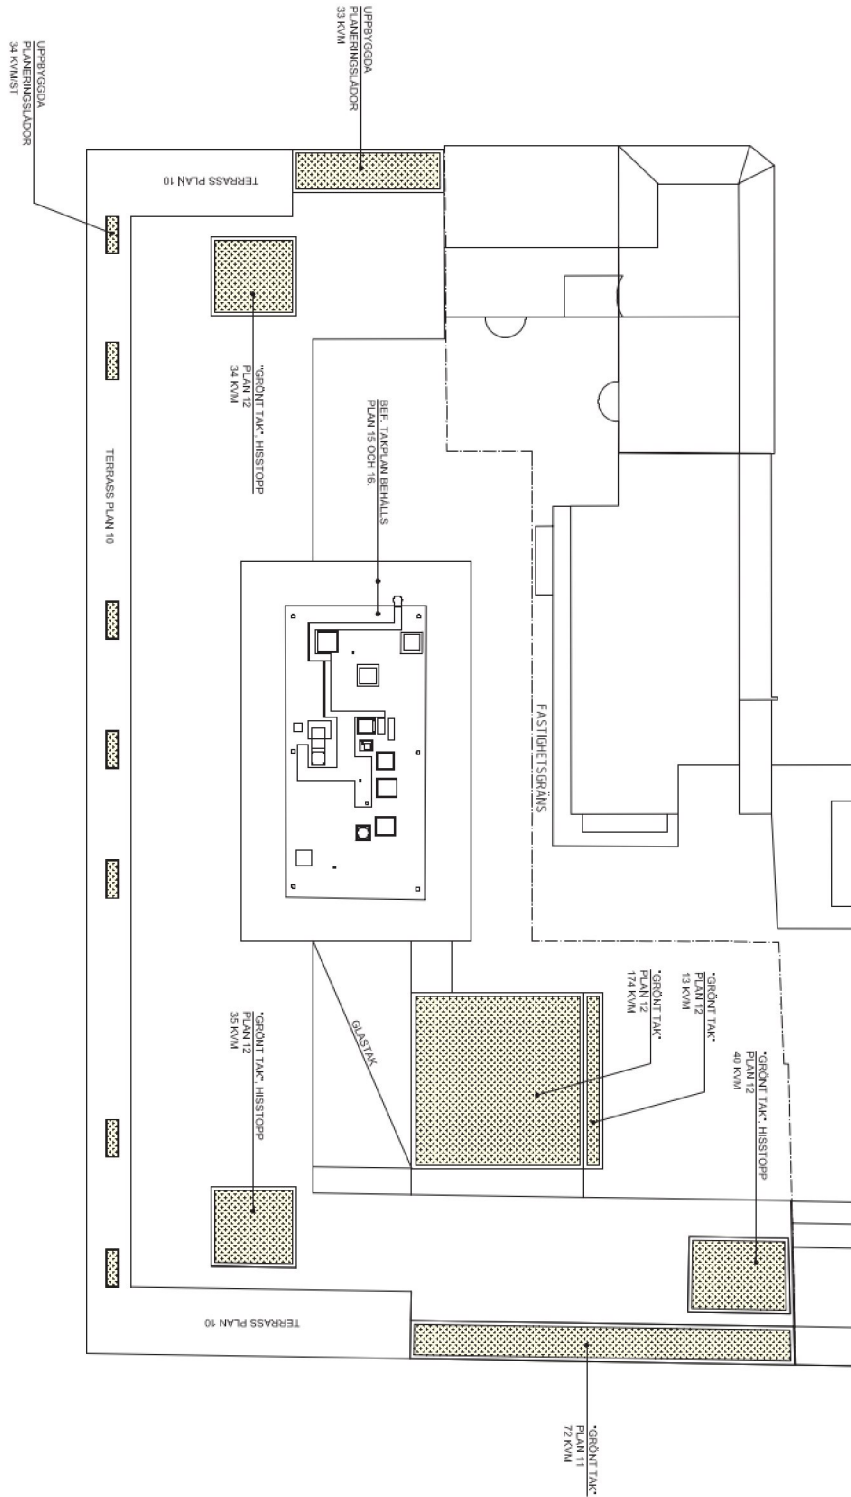 UPPBYGGDA
PLANERINGSLÅDOR
33 KVM
UPPBYGGDA
PLANERINGSLÅDOR
34 KVM/ST
TERRASS PLAN 10
"GRÖNT TAK", HISSTOPP
PLAN 12
34 KVM
BEF. TAKPLAN BEHÅLLS
PLAN 15 OCH 16.
TERRASS PLAN 10
FASTIGHETSGRÄNS
"GRÖNT TAK"
PLAN 12
13 KVM
"GRÖNT TAK"
PLAN 12
174 KVM
"GRÖNT TAK", HISSTOPP
PLAN 12
40 KVM
"GRÖNT TAK", HISSTOPP
PLAN 12
35 KVM
GLASTAK
TERRASS PLAN 10
"GRÖNT TAK"
PLAN 11
72 KVM